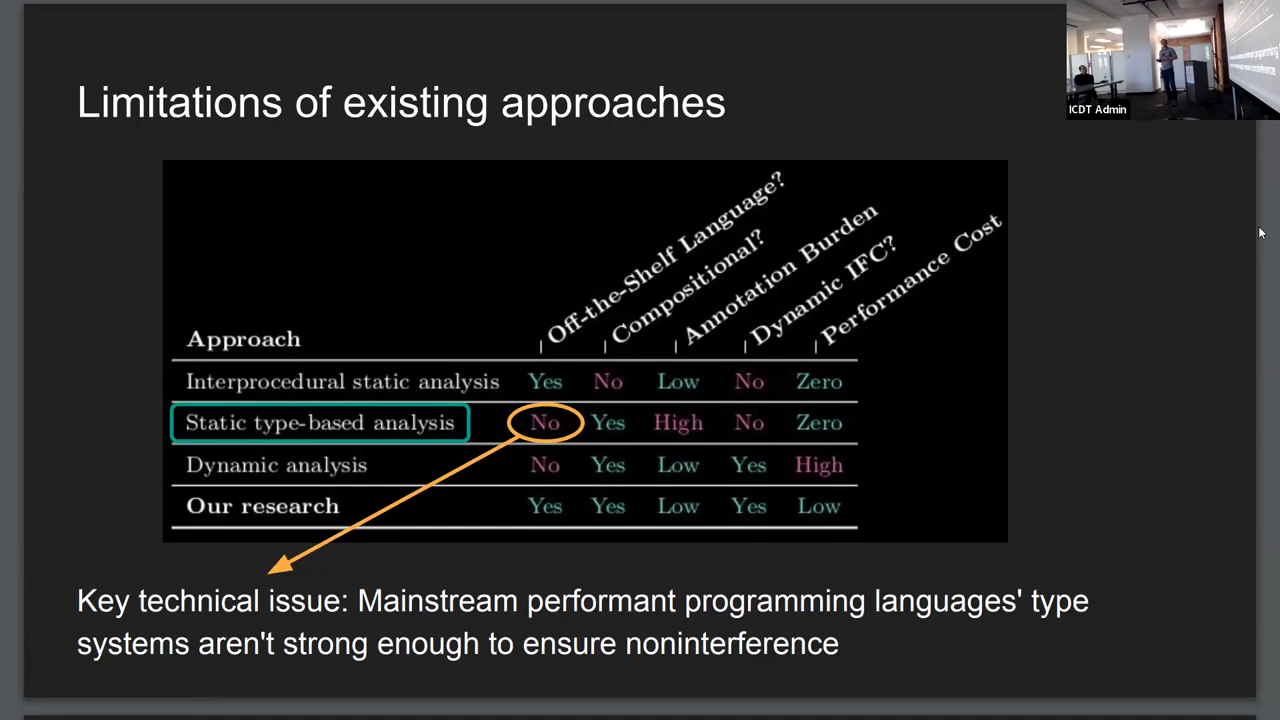 Limitations of existing approaches
ICDT Admin
Off-the-Shelf Language?
Compositional?
Annotation Burden
Dynamic IFC?
Performance Cost
Approach
Interprocedural static analysis Yes No Low No Zero
Static type-based analysis No Yes High No Zero
Dynamic analysis No Yes Low Yes High
Our research Yes Yes Low Yes Low
Key technical issue: Mainstream performant programming languages' type
systems aren't strong enough to ensure noninterference